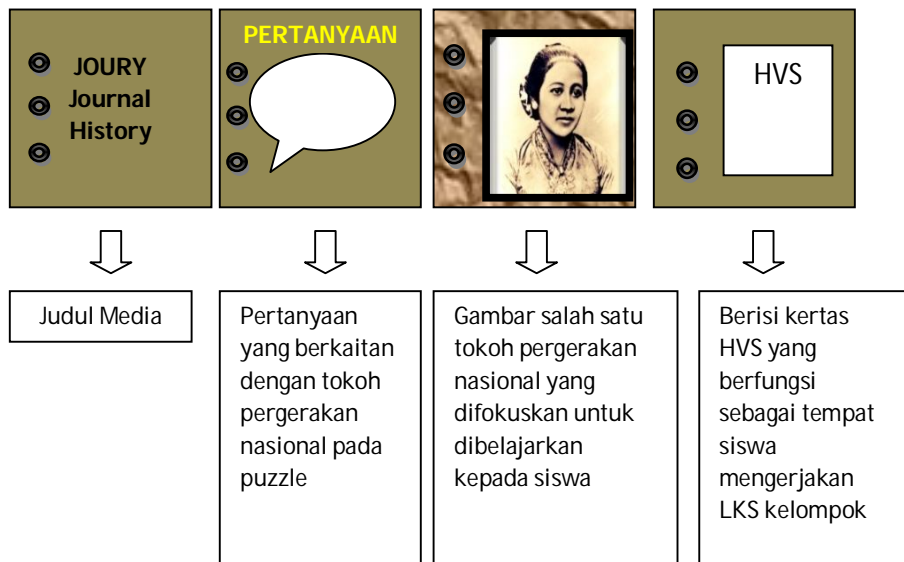 JOURY
Journal
History
PERTANYAAN
HVS
Judul Media
Pertanyaan
yang berkaitan
dengan tokoh
pergerakan
nasional pada
puzzle
Gambar salah satu
tokoh pergerakan
nasional yang
difokuskan untuk
dibelajarkan
kepada siswa
Berisi kertas
HVS yang
berfungsi
sebagai tempat
siswa
mengerjakan
LKS kelompok